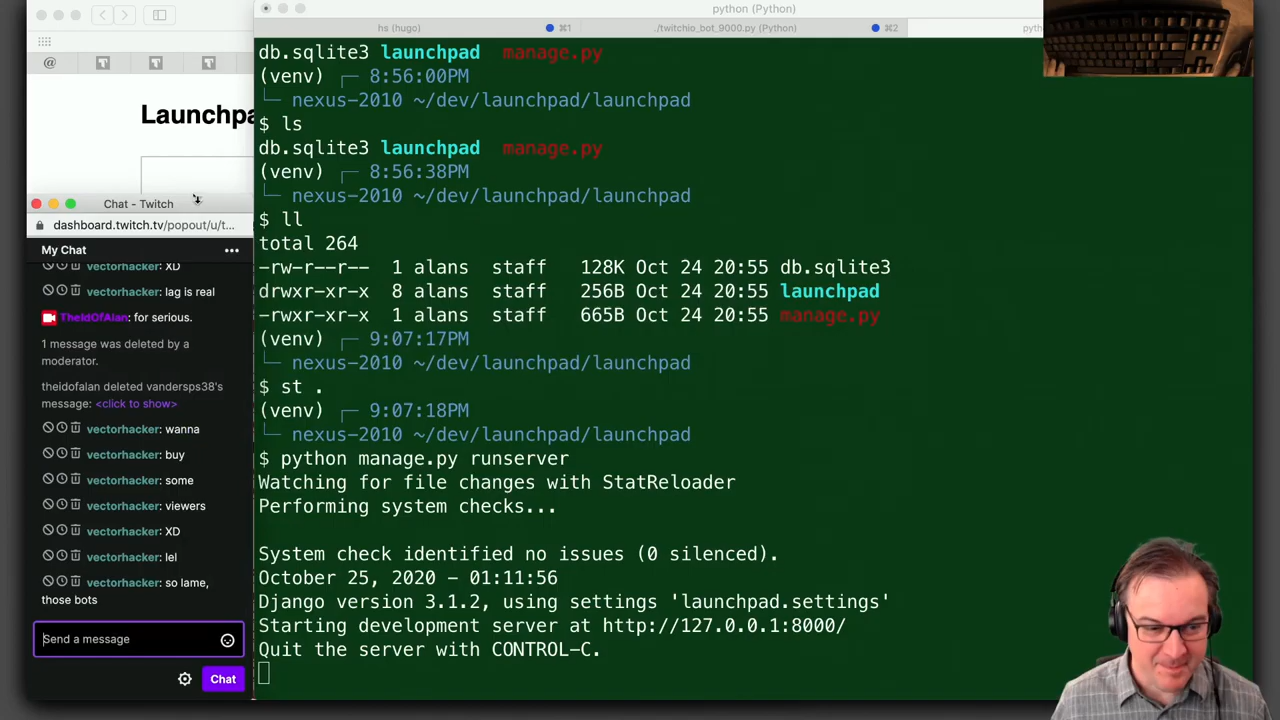 python (Python)
hs (hugo)
⌘1
./twitchio_bot_9000.py (Python)
⌘2
pyth
@
Launchpa
db.sqlite3 launchpad manage.py
(venv) ┌─ 8:56:00PM
└─ nexus-2010 ~/dev/launchpad/launchpad
$ ls
db.sqlite3 launchpad manage.py
(venv) ┌─ 8:56:38PM
└─ nexus-2010 ~/dev/launchpad/launchpad
$ ll
total 264
-rw-r--r-- 1 alans staff 128K Oct 24 20:55 db.sqlite3
drwxr-xr-x 8 alans staff 256B Oct 24 20:55 launchpad
-rwxr-xr-x 1 alans staff 665B Oct 24 20:55 manage.py
(venv) ┌─ 9:07:17PM
└─ nexus-2010 ~/dev/launchpad/launchpad
$ st .
(venv) ┌─ 9:07:18PM
└─ nexus-2010 ~/dev/launchpad/launchpad
$ python manage.py runserver
Watching for file changes with StatReloader
Performing system checks...
System check identified no issues (0 silenced).
October 25, 2020 - 01:11:56
Django version 3.1.2, using settings 'launchpad.settings'
Starting development server at http://127.0.0.1:8000/
Quit the server with CONTROL-C.
Chat - Twitch
dashboard.twitch.tv/popout/u/t...
My Chat
vectorhacker: XD
vectorhacker: lag is real
TheIdOfAlan: for serious.
1 message was deleted by a
moderator.
theidofalan deleted vandersps38's
message: <click to show>
vectorhacker: wanna
vectorhacker: buy
vectorhacker: some
vectorhacker: viewers
vectorhacker: XD
vectorhacker: lel
vectorhacker: so lame,
those bots
Send a message
Chat